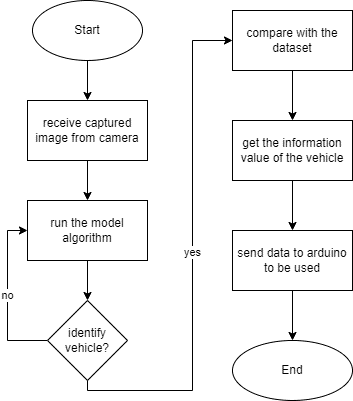 Start
receive captured
image from camera
run the model
algorithm
no
identify
vehicle?
yes
compare with the
dataset
get the information
value of the vehicle
send data to arduino
to be used
End